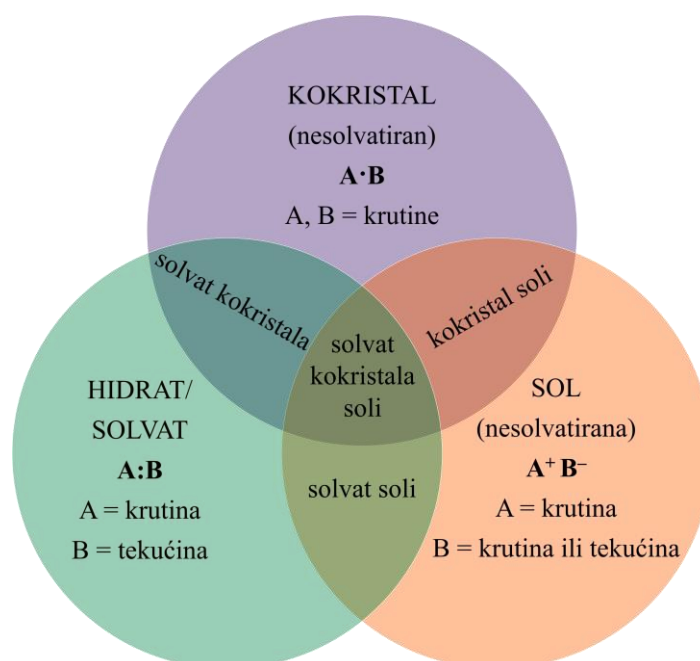 KOKRISTAL
(nesolvatiran)
A·B
A, B = krutine
solvat kokristala
kokristal soli
solvat
kokristala
soli
HIDRAT/
SOLVAT
A:B
A = krutina
B = tekućina
SOL
(nesolvatirana)
A⁺ B⁻
A = krutina
B = krutina ili tekućina
solvat soli